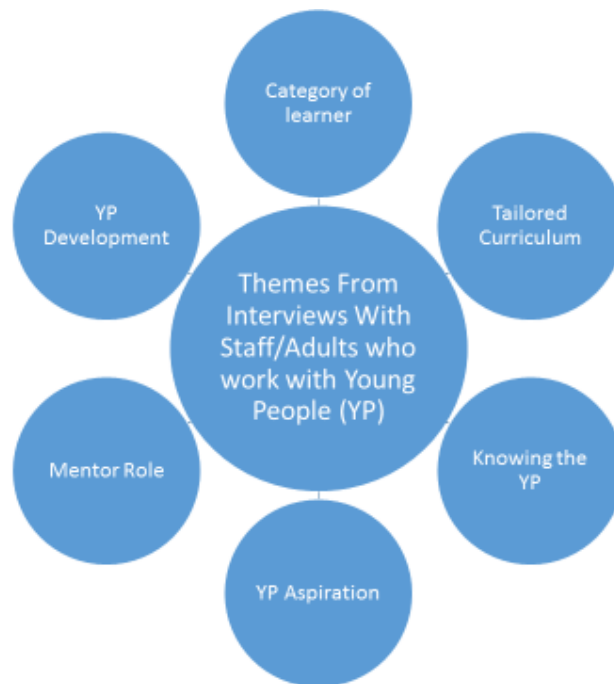 Category of
learner
YP
Development
Tailored
Curriculum
Themes From
Interviews With
Staff/Adults who
work with Young
People (YP)
Mentor Role
Knowing the
YP
YP Aspiration